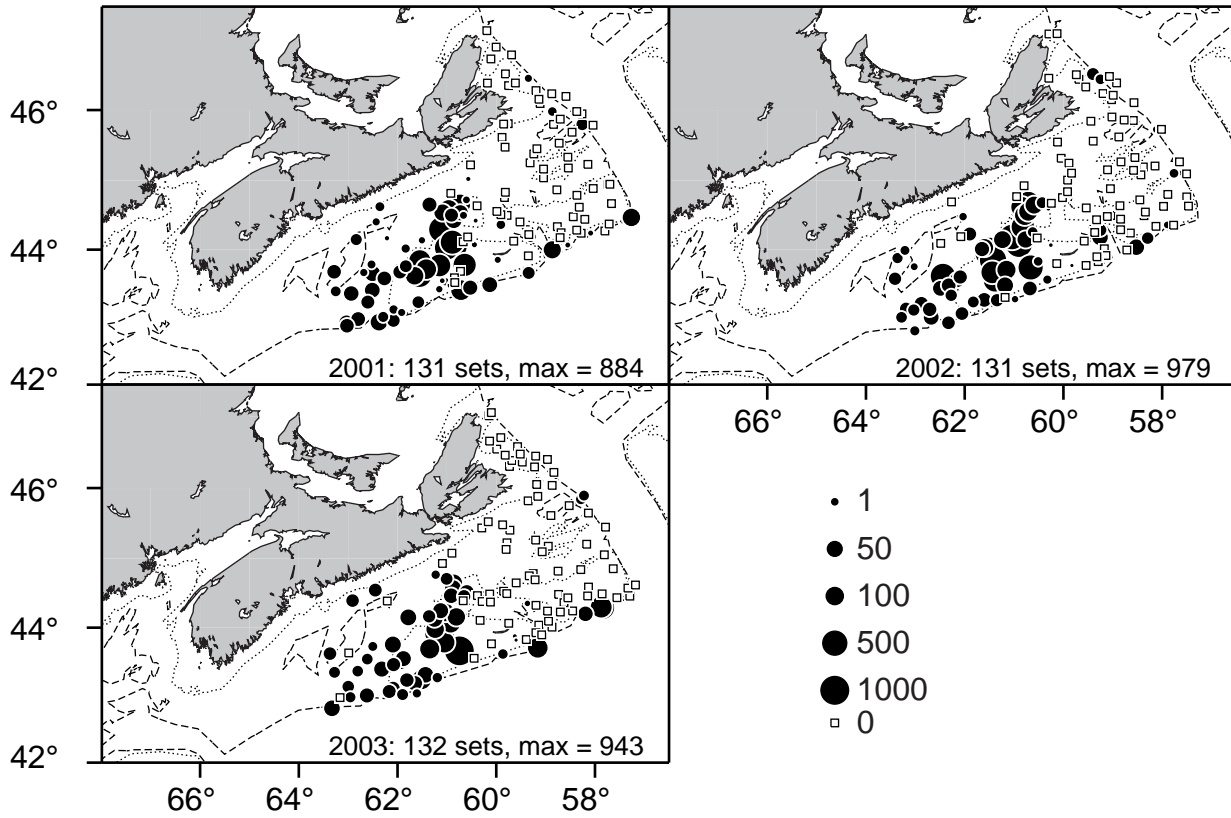 46°
44°
42°
2001: 131 sets, max = 884
2002: 131 sets, max = 979
66° 64° 62° 60° 58°
46°
44°
42°
2003: 132 sets, max = 943
66° 64° 62° 60° 58°
1
50
100
500
1000
0